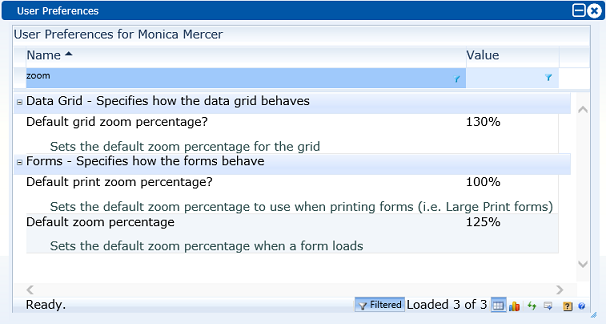 User Preferences
User Preferences for Monica Mercer
Name Value
zoom
Data Grid - Specifies how the data grid behaves
Default grid zoom percentage? 130%
Sets the default zoom percentage for the grid
Forms - Specifies how the forms behave
Default print zoom percentage? 100%
Sets the default zoom percentage to use when printing forms (i.e. Large Print forms)
Default zoom percentage 125%
Sets the default zoom percentage when a form loads
Ready. Filtered Loaded 3 of 3